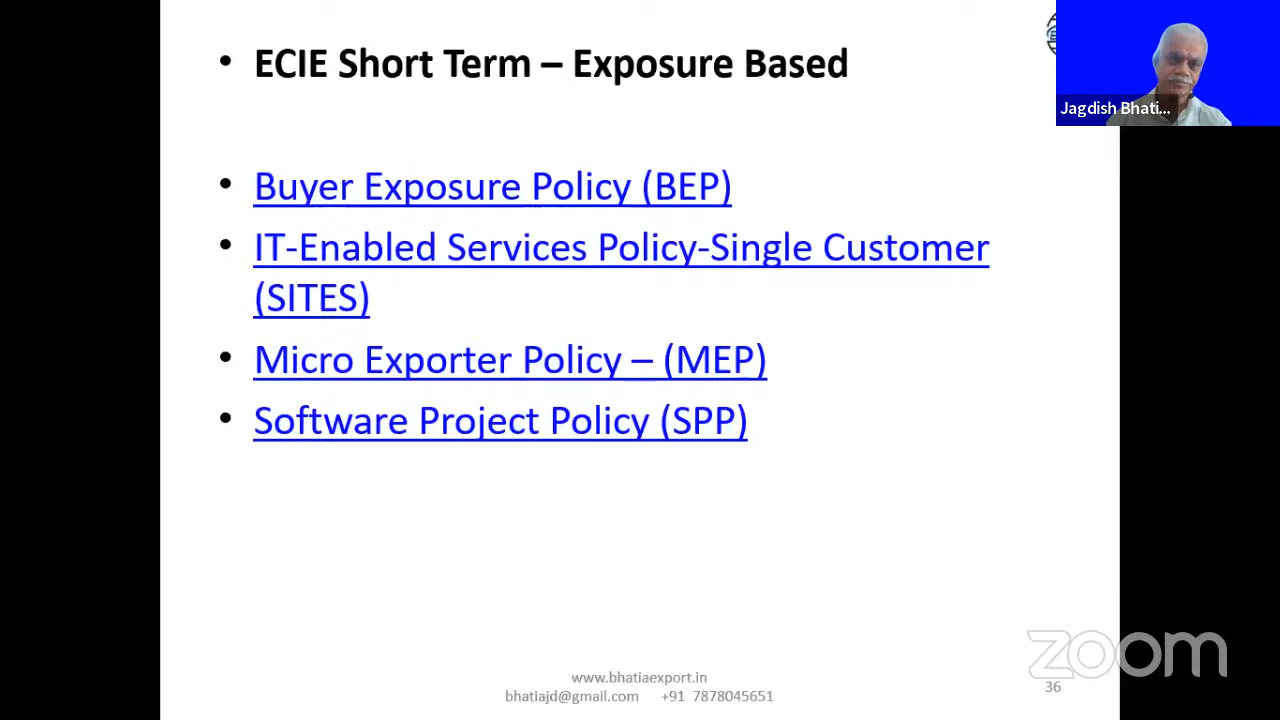 • ECIE Short Term – Exposure Based
Jagdish Bhati...
• Buyer Exposure Policy (BEP)
• IT-Enabled Services Policy-Single Customer
(SITES)
• Micro Exporter Policy – (MEP)
• Software Project Policy (SPP)
zoom
www.bhatiaexport.in
bhatiajd@gmail.com +91 7878045651
36